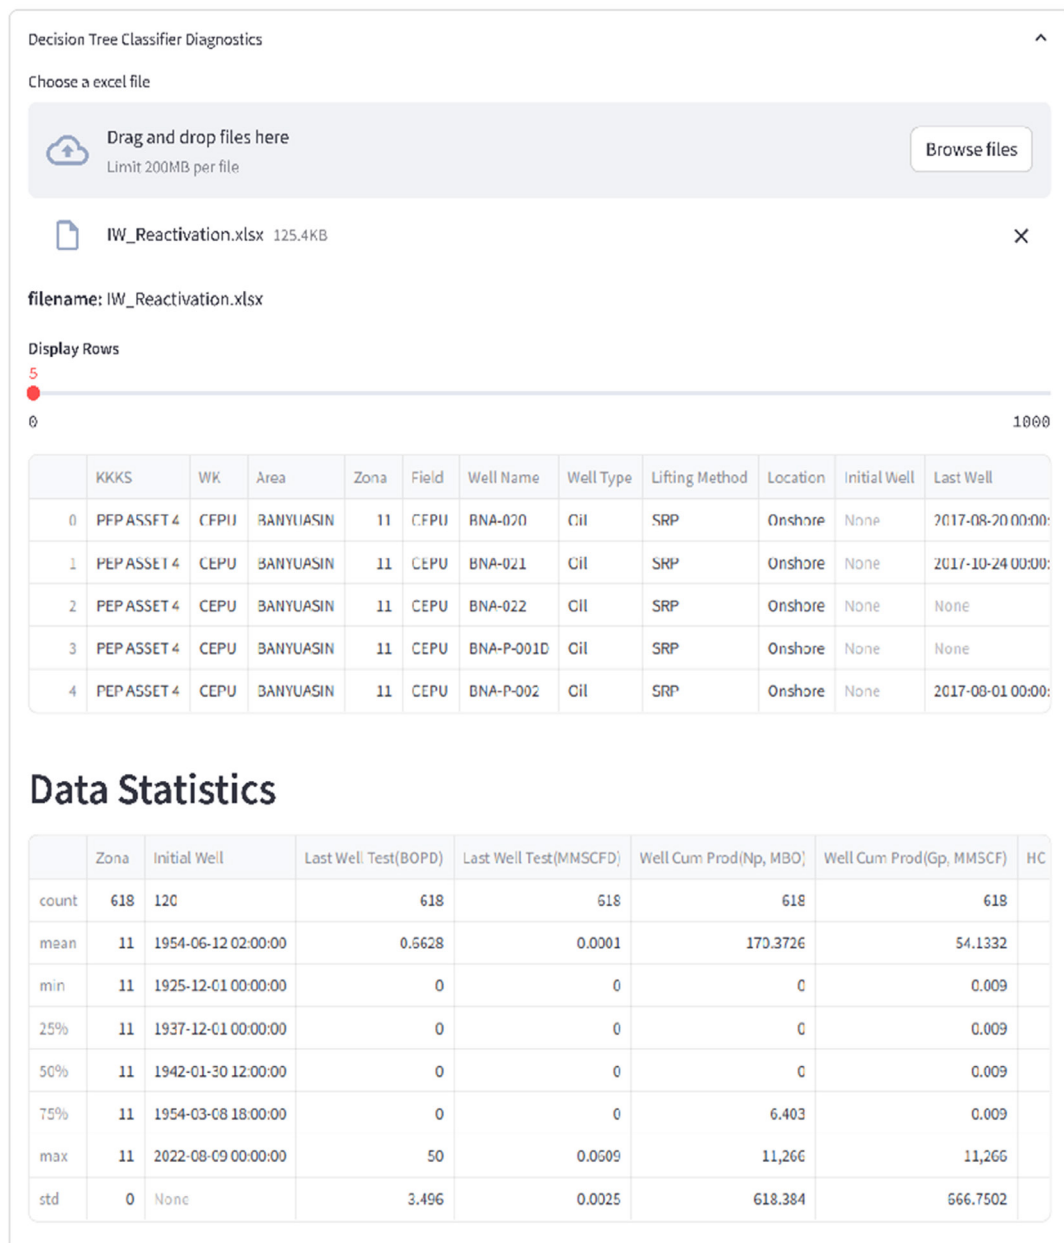 Decision Tree Classifier Diagnostics
Choose a excel file
Drag and drop files here
Limit 200MB per file
Browse files
IW_Reactivation.xlsx 125.4KB
filename: IW_Reactivation.xlsx
Display Rows
5
0 1000
KKKS WK Area Zona Field Well Name Well Type Lifting Method Location Initial Well Last Well
0 PEP ASSET 4 CEPU BANYUASIN 11 CEPU BNA-020 Oil SRP Onshore None 2017-08-20 00:00:
1 PEP ASSET 4 CEPU BANYUASIN 11 CEPU BNA-021 Oil SRP Onshore None 2017-10-24 00:00:
2 PEP ASSET 4 CEPU BANYUASIN 11 CEPU BNA-022 Oil SRP Onshore None None
3 PEP ASSET 4 CEPU BANYUASIN 11 CEPU BNA-P-001D Oil SRP Onshore None None
4 PEP ASSET 4 CEPU BANYUASIN 11 CEPU BNA-P-002 Oil SRP Onshore None 2017-08-01 00:00:
Data Statistics
Zona Initial Well Last Well Test(BOPD) Last Well Test(MMSCFD) Well Cum Prod(Np, MBO) Well Cum Prod(Gp, MMSCF) HC
count 618 120 618 618 618 618
mean 11 1954-06-12 02:00:00 0.6628 0.0001 170.3726 54.1332
min 11 1925-12-01 00:00:00 0 0 0 0.009
25% 11 1937-12-01 00:00:00 0 0 0 0.009
50% 11 1942-01-30 12:00:00 0 0 0 0.009
75% 11 1954-03-08 18:00:00 0 0 6.403 0.009
max 11 2022-08-09 00:00:00 50 0.0609 11,266 11,266
std 0 None 3.496 0.0025 618.384 666.7502